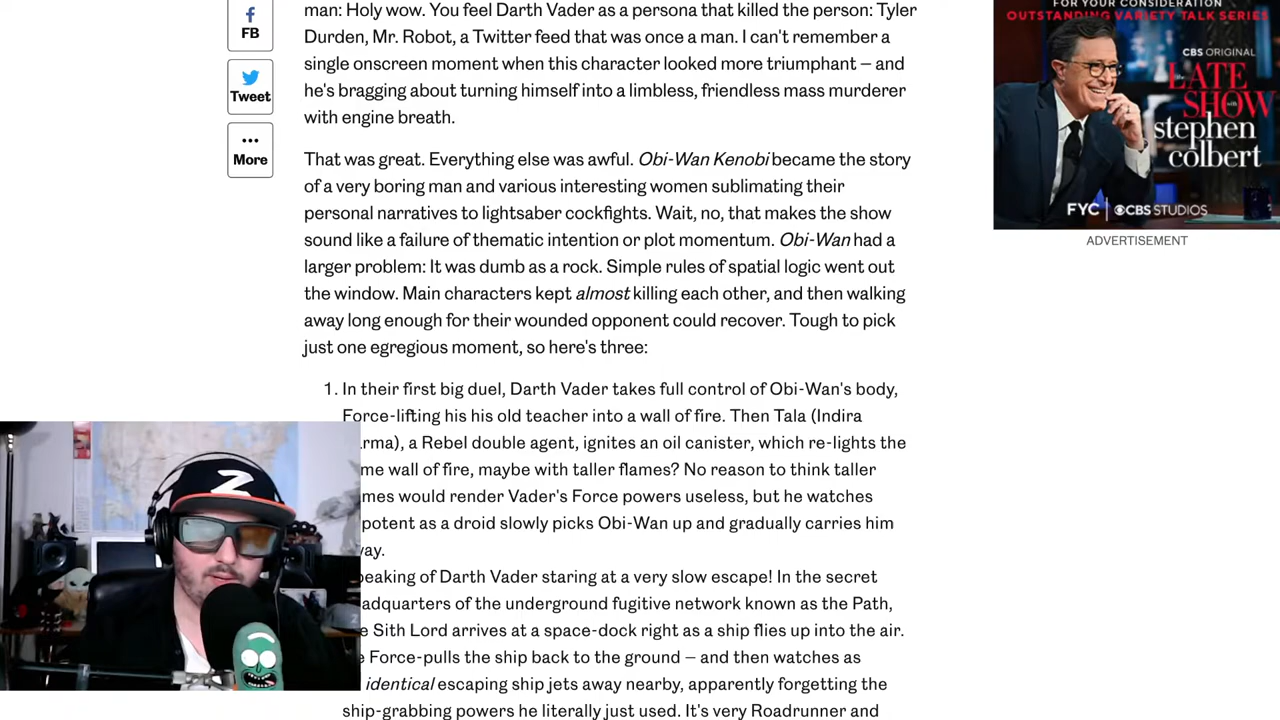 man: Holy wow. You feel Darth Vader as a persona that killed the person: Tyler
Durden, Mr. Robot, a Twitter feed that was once a man. I can't remember a
single onscreen moment when this character looked more triumphant — and
he's bragging about turning himself into a limbless, friendless mass murderer
with engine breath.
That was great. Everything else was awful. Obi-Wan Kenobi became the story
of a very boring man and various interesting women sublimating their
personal narratives to lightsaber cockfights. Wait, no, that makes the show
sound like a failure of thematic intention or plot momentum. Obi-Wan had a
larger problem: It was dumb as a rock. Simple rules of spatial logic went out
the window. Main characters kept almost killing each other, and then walking
away long enough for their wounded opponent could recover. Tough to pick
just one egregious moment, so here's three:
1. In their first big duel, Darth Vader takes full control of Obi-Wan's body,
Force-lifting his his old teacher into a wall of fire. Then Tala (Indira
rma), a Rebel double agent, ignites an oil canister, which re-lights the
me wall of fire, maybe with taller flames? No reason to think taller
mes would render Vader's Force powers useless, but he watches
potent as a droid slowly picks Obi-Wan up and gradually carries him
way.
peaking of Darth Vader staring at a very slow escape! In the secret
adquarters of the underground fugitive network known as the Path,
e Sith Lord arrives at a space-dock right as a ship flies up into the air.
e Force-pulls the ship back to the ground — and then watches as
identical escaping ship jets away nearby, apparently forgetting the
ship-grabbing powers he literally just used. It's very Roadrunner and
FB
Tweet
More
FOR YOUR CONSIDERATION
OUTSTANDING VARIETY TALK SERIES
CBS ORIGINAL
the LATE
SHOW with
stephen
colbert
FYC | CBS STUDIOS
ADVERTISEMENT
Z